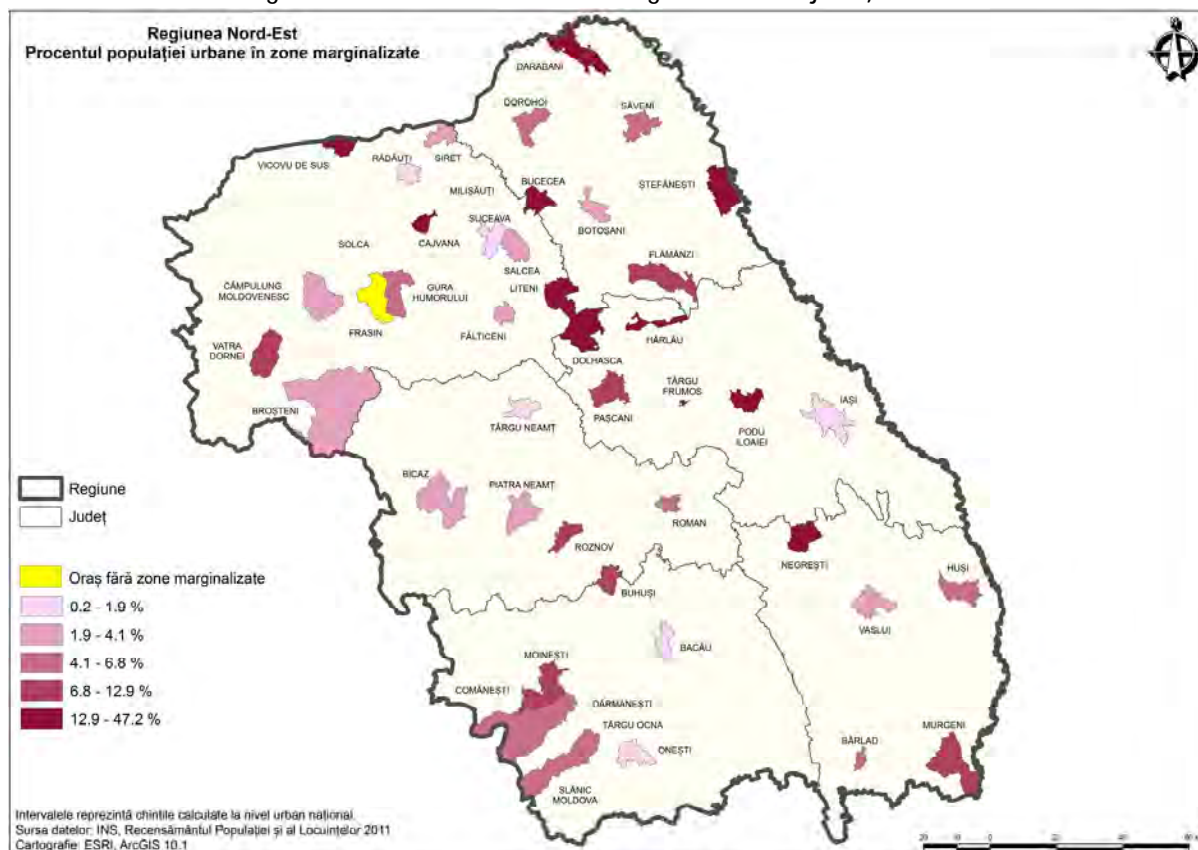 Regiunea Nord-Est
Procentul populației urbane în zone marginalizate
DARABANI
DOROHOI
SĂVENI
VICOVU DE SUS
RĂDĂUȚI
SIRET
MILIȘĂUȚI
BUCECEA
ȘTEFĂNEȘTI
SUCEAVA
BOTOȘANI
SOLCA
CAJVANA
SALCEA
FLĂMÂNZI
CÂMPULUNG
MOLDOVENESC
GURA
HUMORULUI
LITENI
FRASIN
FĂLTICENI
HÂRLĂU
VATRA
DORNEI
DOLHASCA
TÂRGU
FRUMOS
BROȘTENI
TÂRGU NEAMȚ
PAȘCANI
PODU
ILOAIEI
IAȘI
BICAZ
PIATRA NEAMȚ
ROMAN
ROZNOV
NEGREȘTI
HUȘI
BUHUȘI
VASLUI
BACĂU
MOINEȘTI
COMĂNEȘTI
DĂRMĂNEȘTI
TÂRGU OCNA
ONEȘTI
BÂRLAD
MURGENI
SLĂNIC
MOLDOVA
Regiune
Județ
Oraș fără zone marginalizate
0.2 - 1.9 %
1.9 - 4.1 %
4.1 - 6.8 %
6.8 - 12.9 %
12.9 - 47.2 %
Intervalele reprezintă chintile calculate la nivel urban național.
Sursa datelor: INS, Recensământul Populației și al Locuințelor 2011
Cartografie: ESRI, ArcGIS 10.1